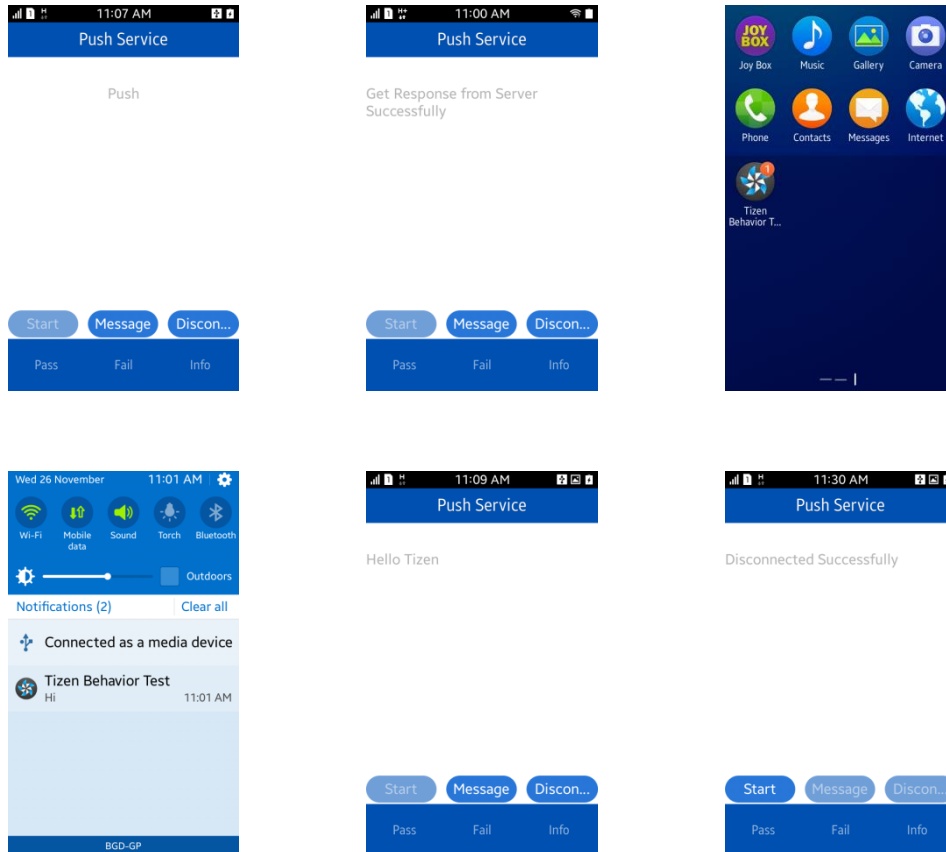 11:07 AM
Push Service
Push
Start Message Discon...
Pass Fail Info
11:00 AM
Push Service
Get Response from Server
Successfully
Start Message Discon...
Pass Fail Info
JOY
BOX
Joy Box Music Gallery Camera
Phone Contacts Messages Internet
1
Tizen
Behavior T...
Wed 26 November 11:01 AM
Wi-Fi Mobile data Sound Torch Bluetooth
Outdoors
Notifications (2) Clear all
Connected as a media device
Tizen Behavior Test
Hi 11:01 AM
BGD-GP
11:09 AM
Push Service
Hello Tizen
Start Message Discon...
Pass Fail Info
11:30 AM
Push Service
Disconnected Successfully
Start Message Discon...
Pass Fail Info